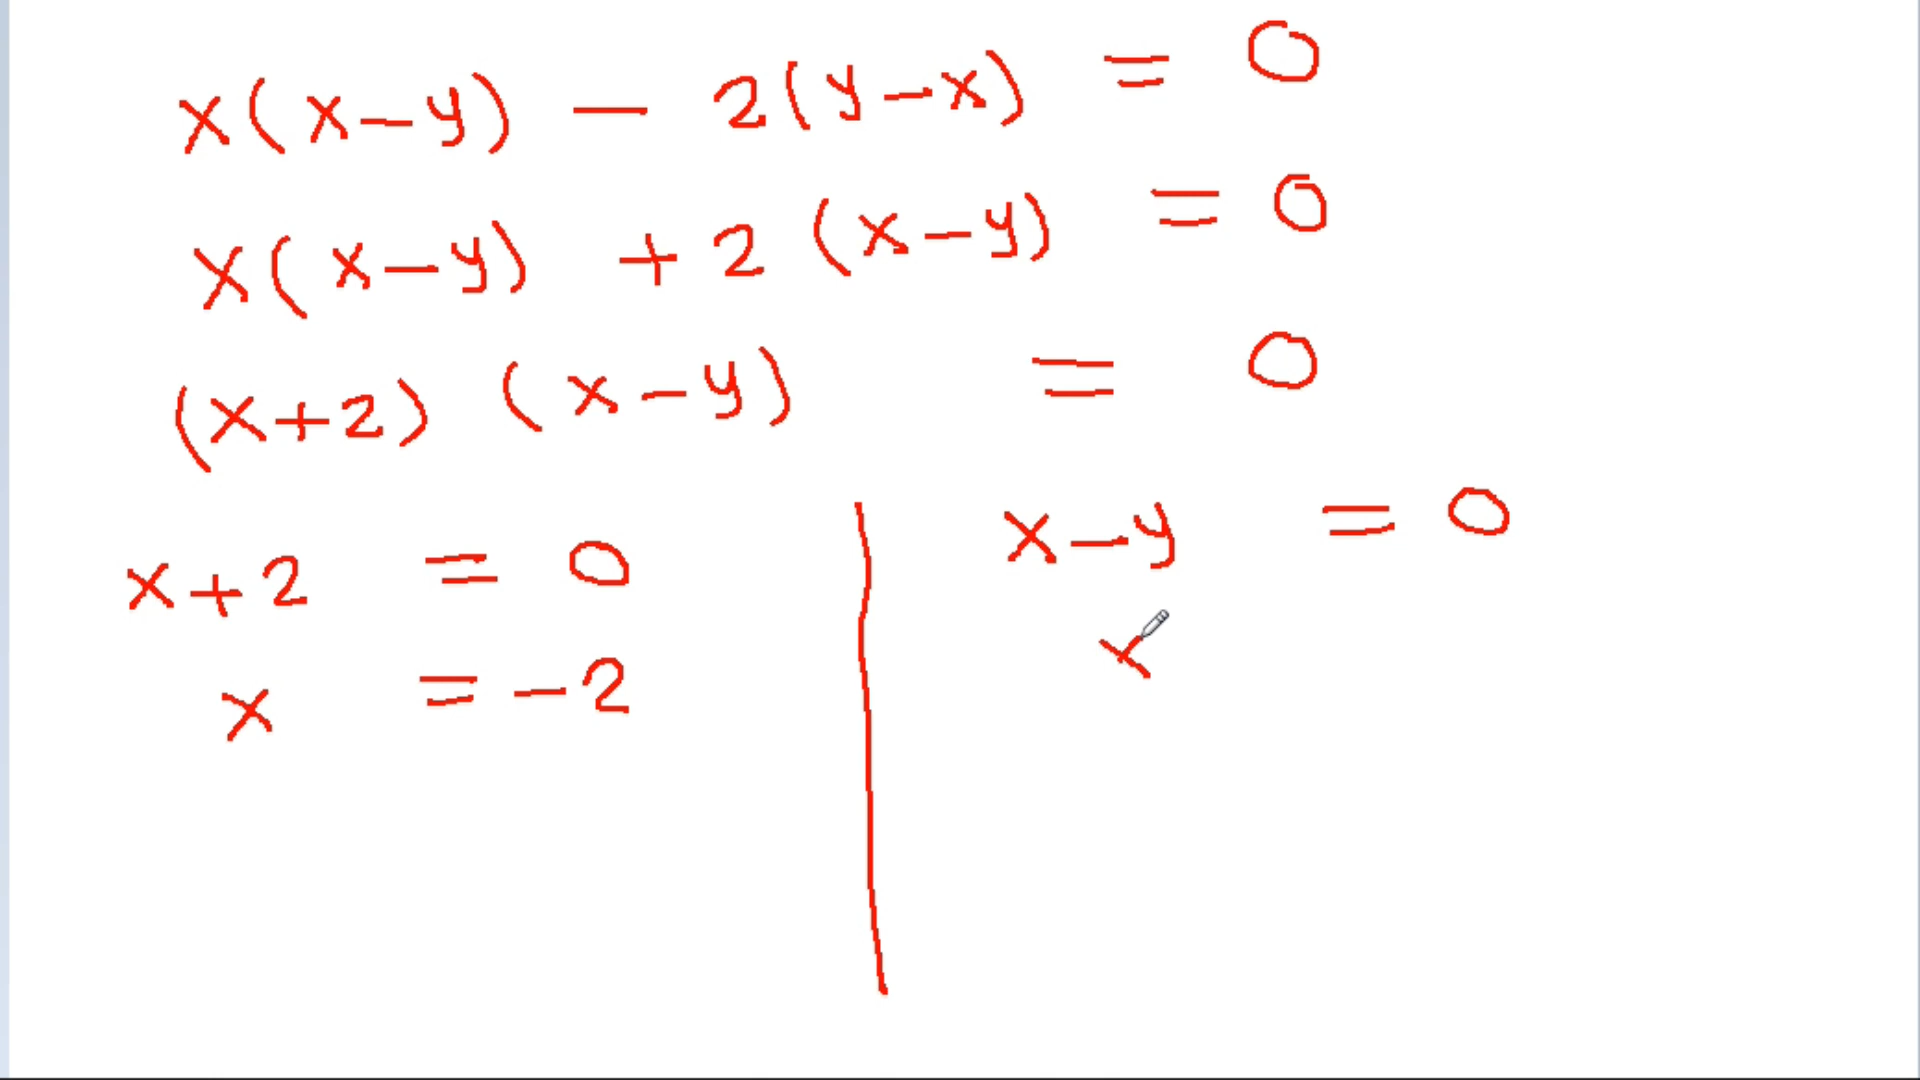 x(x-y) - 2(y-x) = 0
x(x-y) + 2(x-y) = 0
(x+2)(x-y) = 0
x+2 = 0
x = -2
x-y = 0
x